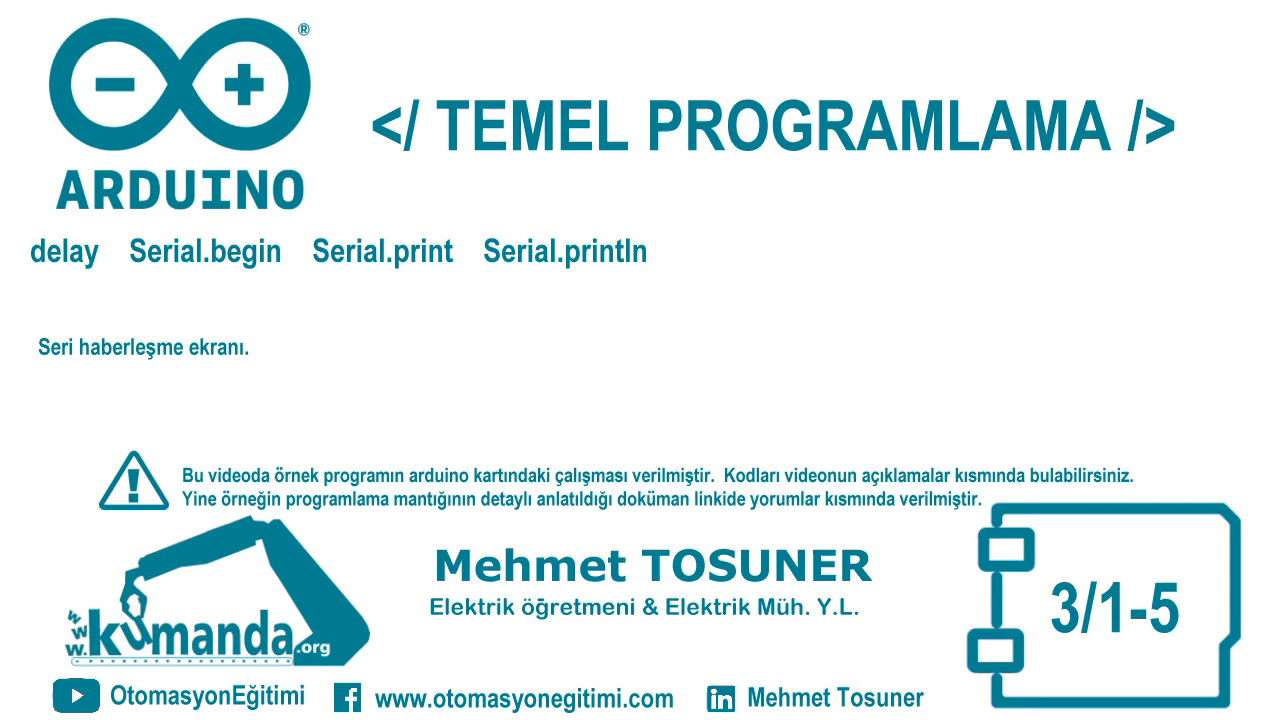 ®
ARDUINO
</ TEMEL PROGRAMLAMA />
delay Serial.begin Serial.print Serial.println
Seri haberleşme ekranı.
Bu videoda örnek programın arduino kartındaki çalışması verilmiştir. Kodları videonun açıklamalar kısmında bulabilirsiniz.
Yine örneğin programlama mantığının detaylı anlatıldığı doküman linkide yorumlar kısmında verilmiştir.
Mehmet TOSUNER
Elektrik öğretmeni & Elektrik Müh. Y.L.
www.kumanda.org
3/1-5
OtomasyonEğitimi www.otomasyonegitimi.com Mehmet Tosuner